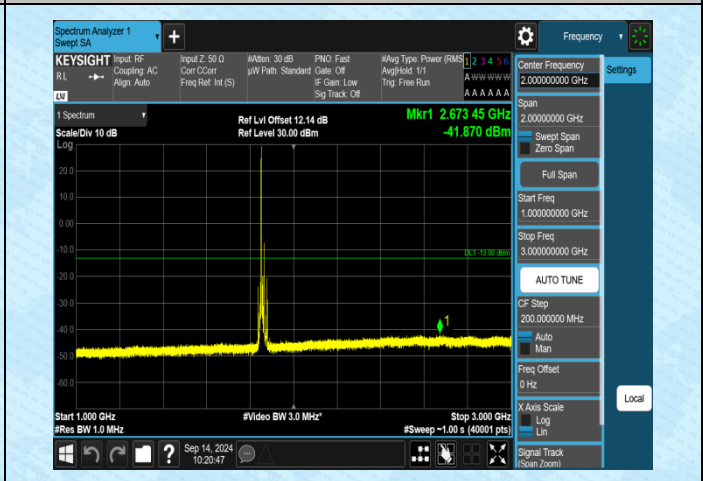 Spectrum Analyzer 1
Swept SA
+
Frequency
KEYSIGHT
RL
LXI
Input: RF
Coupling: AC
Align: Auto
Input Z: 50 Ω
Corr CCorr
Freq Ref: Int (S)
#Atten: 30 dB
µW Path: Standard
PNO: Fast
Gate: Off
IF Gain: Low
Sig Track: Off
#Avg Type: Power (RMS
Avg|Hold: 1/1
Trig: Free Run
1 2 3 4 5 6
A W W W W W
A A A A A A
1 Spectrum
Scale/Div 10 dB
Log
Ref Lvl Offset 12.14 dB
Ref Level 30.00 dBm
Mkr1 2.673 45 GHz
-41.870 dBm
20.0
10.0
0.00
-10.0
DL1 -13.00 dBm
-20.0
-30.0
-40.0
1
-50.0
-60.0
Start 1.000 GHz
#Res BW 1.0 MHz
#Video BW 3.0 MHz*
Stop 3.000 GHz
#Sweep ~1.00 s (40001 pts)
?
Sep 14, 2024
10:20:47
Center Frequency
2.000000000 GHz
Settings
Span
2.00000000 GHz
Swept Span
Zero Span
Full Span
Start Freq
1.000000000 GHz
Stop Freq
3.000000000 GHz
AUTO TUNE
CF Step
200.000000 MHz
Auto
Man
Freq Offset
0 Hz
X Axis Scale
Log
Lin
Local
Signal Track
(Span Zoom)